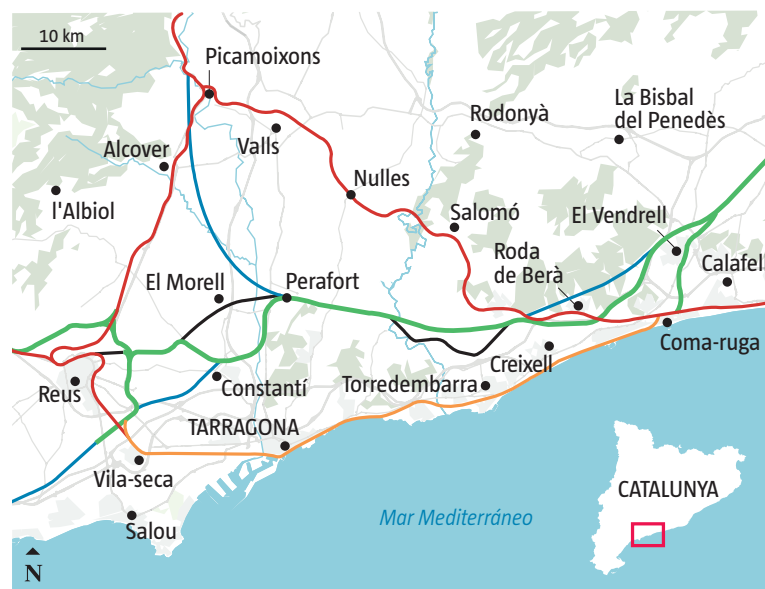 10 km
Picamoixons
Rodonyà
La Bisbal
del Penedès
Alcover
Valls
Nulles
l'Albiol
Salomó
El Vendrell
Roda
de Berà
Calafell
El Morell
Perafort
Coma-ruga
Creixell
Reus
Constantí
Torredembarra
TARRAGONA
Vila-seca
CATALUNYA
Salou
Mar Mediterráneo
N